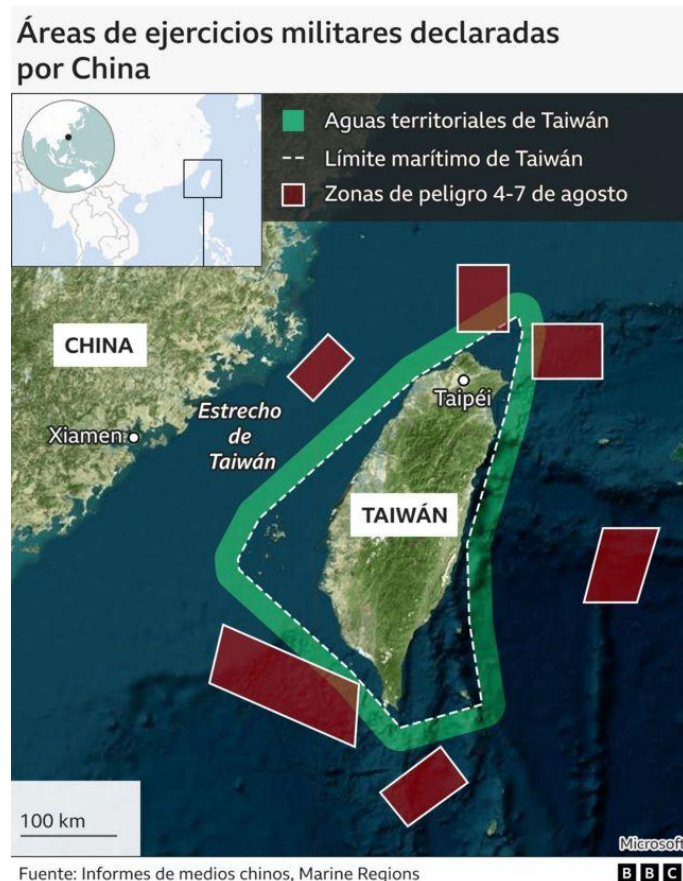 Áreas de ejercicios militares declaradas
por China
Aguas territoriales de Taiwán
Límite marítimo de Taiwán
Zonas de peligro 4-7 de agosto
CHINA
Taipéi
Estrecho
de
Taiwán
Xiamen
TAIWÁN
100 km
Microsoft
Fuente: Informes de medios chinos, Marine Regions
BBC